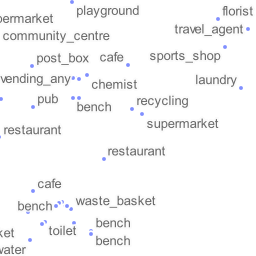 playground
florist
permarket
travel_agent
community_centre
post_box
cafe
sports_shop
vending_any
chemist
laundry
pub
bench
recycling
supermarket
restaurant
restaurant
cafe
bench
waste_basket
bench
ket
toilet
bench
water